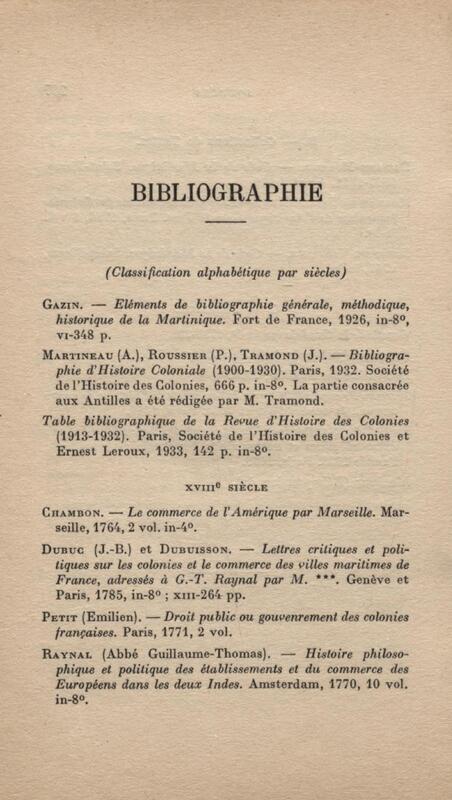 BIBLIOGRAPHIE
(Classification alphabétique par siècles)
GAZIN. — Eléments de bibliographie générale, méthodique,
historique de la Martinique. Fort de France, 1926, in-8º,
VI-348 p.
MARTINEAU (A.), ROUSSIER (P.), TRAMOND (J.). — Bibliogra-
phie d'Histoire Coloniale (1900-1930). Paris, 1932. Société
de l'Histoire des Colonies, 666 p. in-8º. La partie consacrée
aux Antilles a été rédigée par M. Tramond.
Table bibliographique de la Revue d'Histoire des Colonies
(1913-1932). Paris, Société de l'Histoire des Colonies et
Ernest Leroux, 1933, 142 p. in-8º.
XVIIIe SIÈCLE
CHAMBON. — Le commerce de l'Amérique par Marseille. Mar-
seille, 1764, 2 vol. in-4º.
DUBUC (J.-B.) et DUBUISSON. — Lettres critiques et poli-
tiques sur les colonies et le commerce des villes maritimes de
France, adressés à G.-T. Raynal par M. ***. Genève et
Paris, 1785, in-8º ; XIII-264 pp.
PETIT (Emilien). — Droit public ou gouvenrement des colonies
françaises. Paris, 1771, 2 vol.
RAYNAL (Abbé Guillaume-Thomas). — Histoire philoso-
phique et politique des établissements et du commerce des
Européens dans les deux Indes. Amsterdam, 1770, 10 vol.
in-8º.